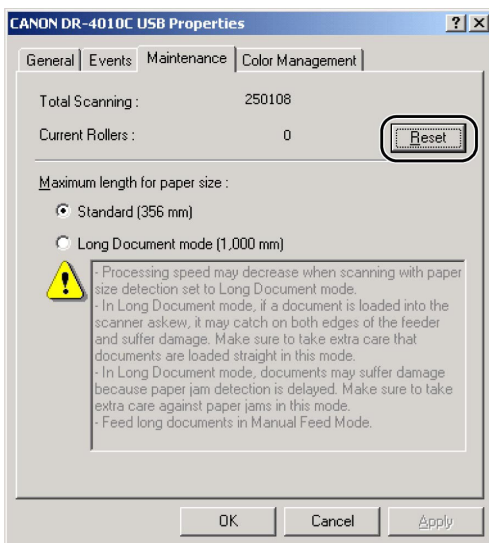 CANON DR-4010C USB Properties
General Events Maintenance Color Management
Total Scanning : 250108
Current Rollers : 0 Reset
Maximum length for paper size :
Standard (356 mm)
Long Document mode (1,000 mm)
- Processing speed may decrease when scanning with paper
size detection set to Long Document mode.
- In Long Document mode, if a document is loaded into the
scanner askew, it may catch on both edges of the feeder
and suffer damage. Make sure to take extra care that
documents are loaded straight in this mode.
- In Long Document mode, documents may suffer damage
because paper jam detection is delayed. Make sure to take
extra care against paper jams in this mode.
- Feed long documents in Manual Feed Mode.
OK Cancel Apply